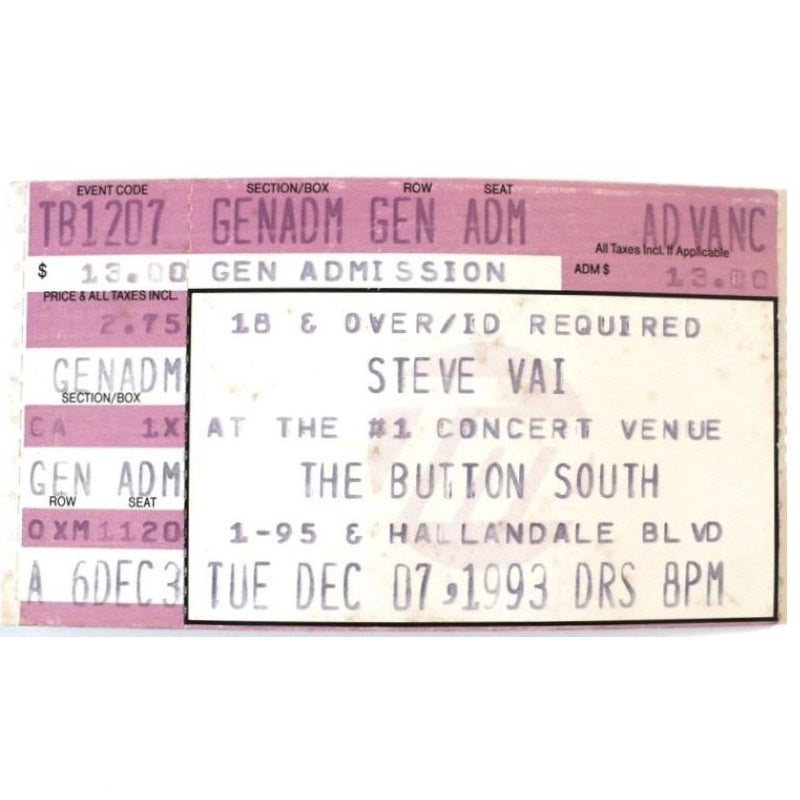 EVENT CODE SECTION/BOX ROW SEAT
TB1207 GENADM GEN ADM ADVANC
All Taxes Incl. If Applicable
$ 13.00 GEN ADMISSION ADM $ 13.00
PRICE & ALL TAXES INCL.
2.75 18 & OVER/ID REQUIRED
GENADM STEVE VAI
SECTION/BOX
CA 1X AT THE #1 CONCERT VENUE
GEN ADM THE BUTTON SOUTH
ROW SEAT
OXM1120 1-95 & HALLANDALE BLVD
A 6DEC3 TUE DEC 07,1993 DRS 8PM